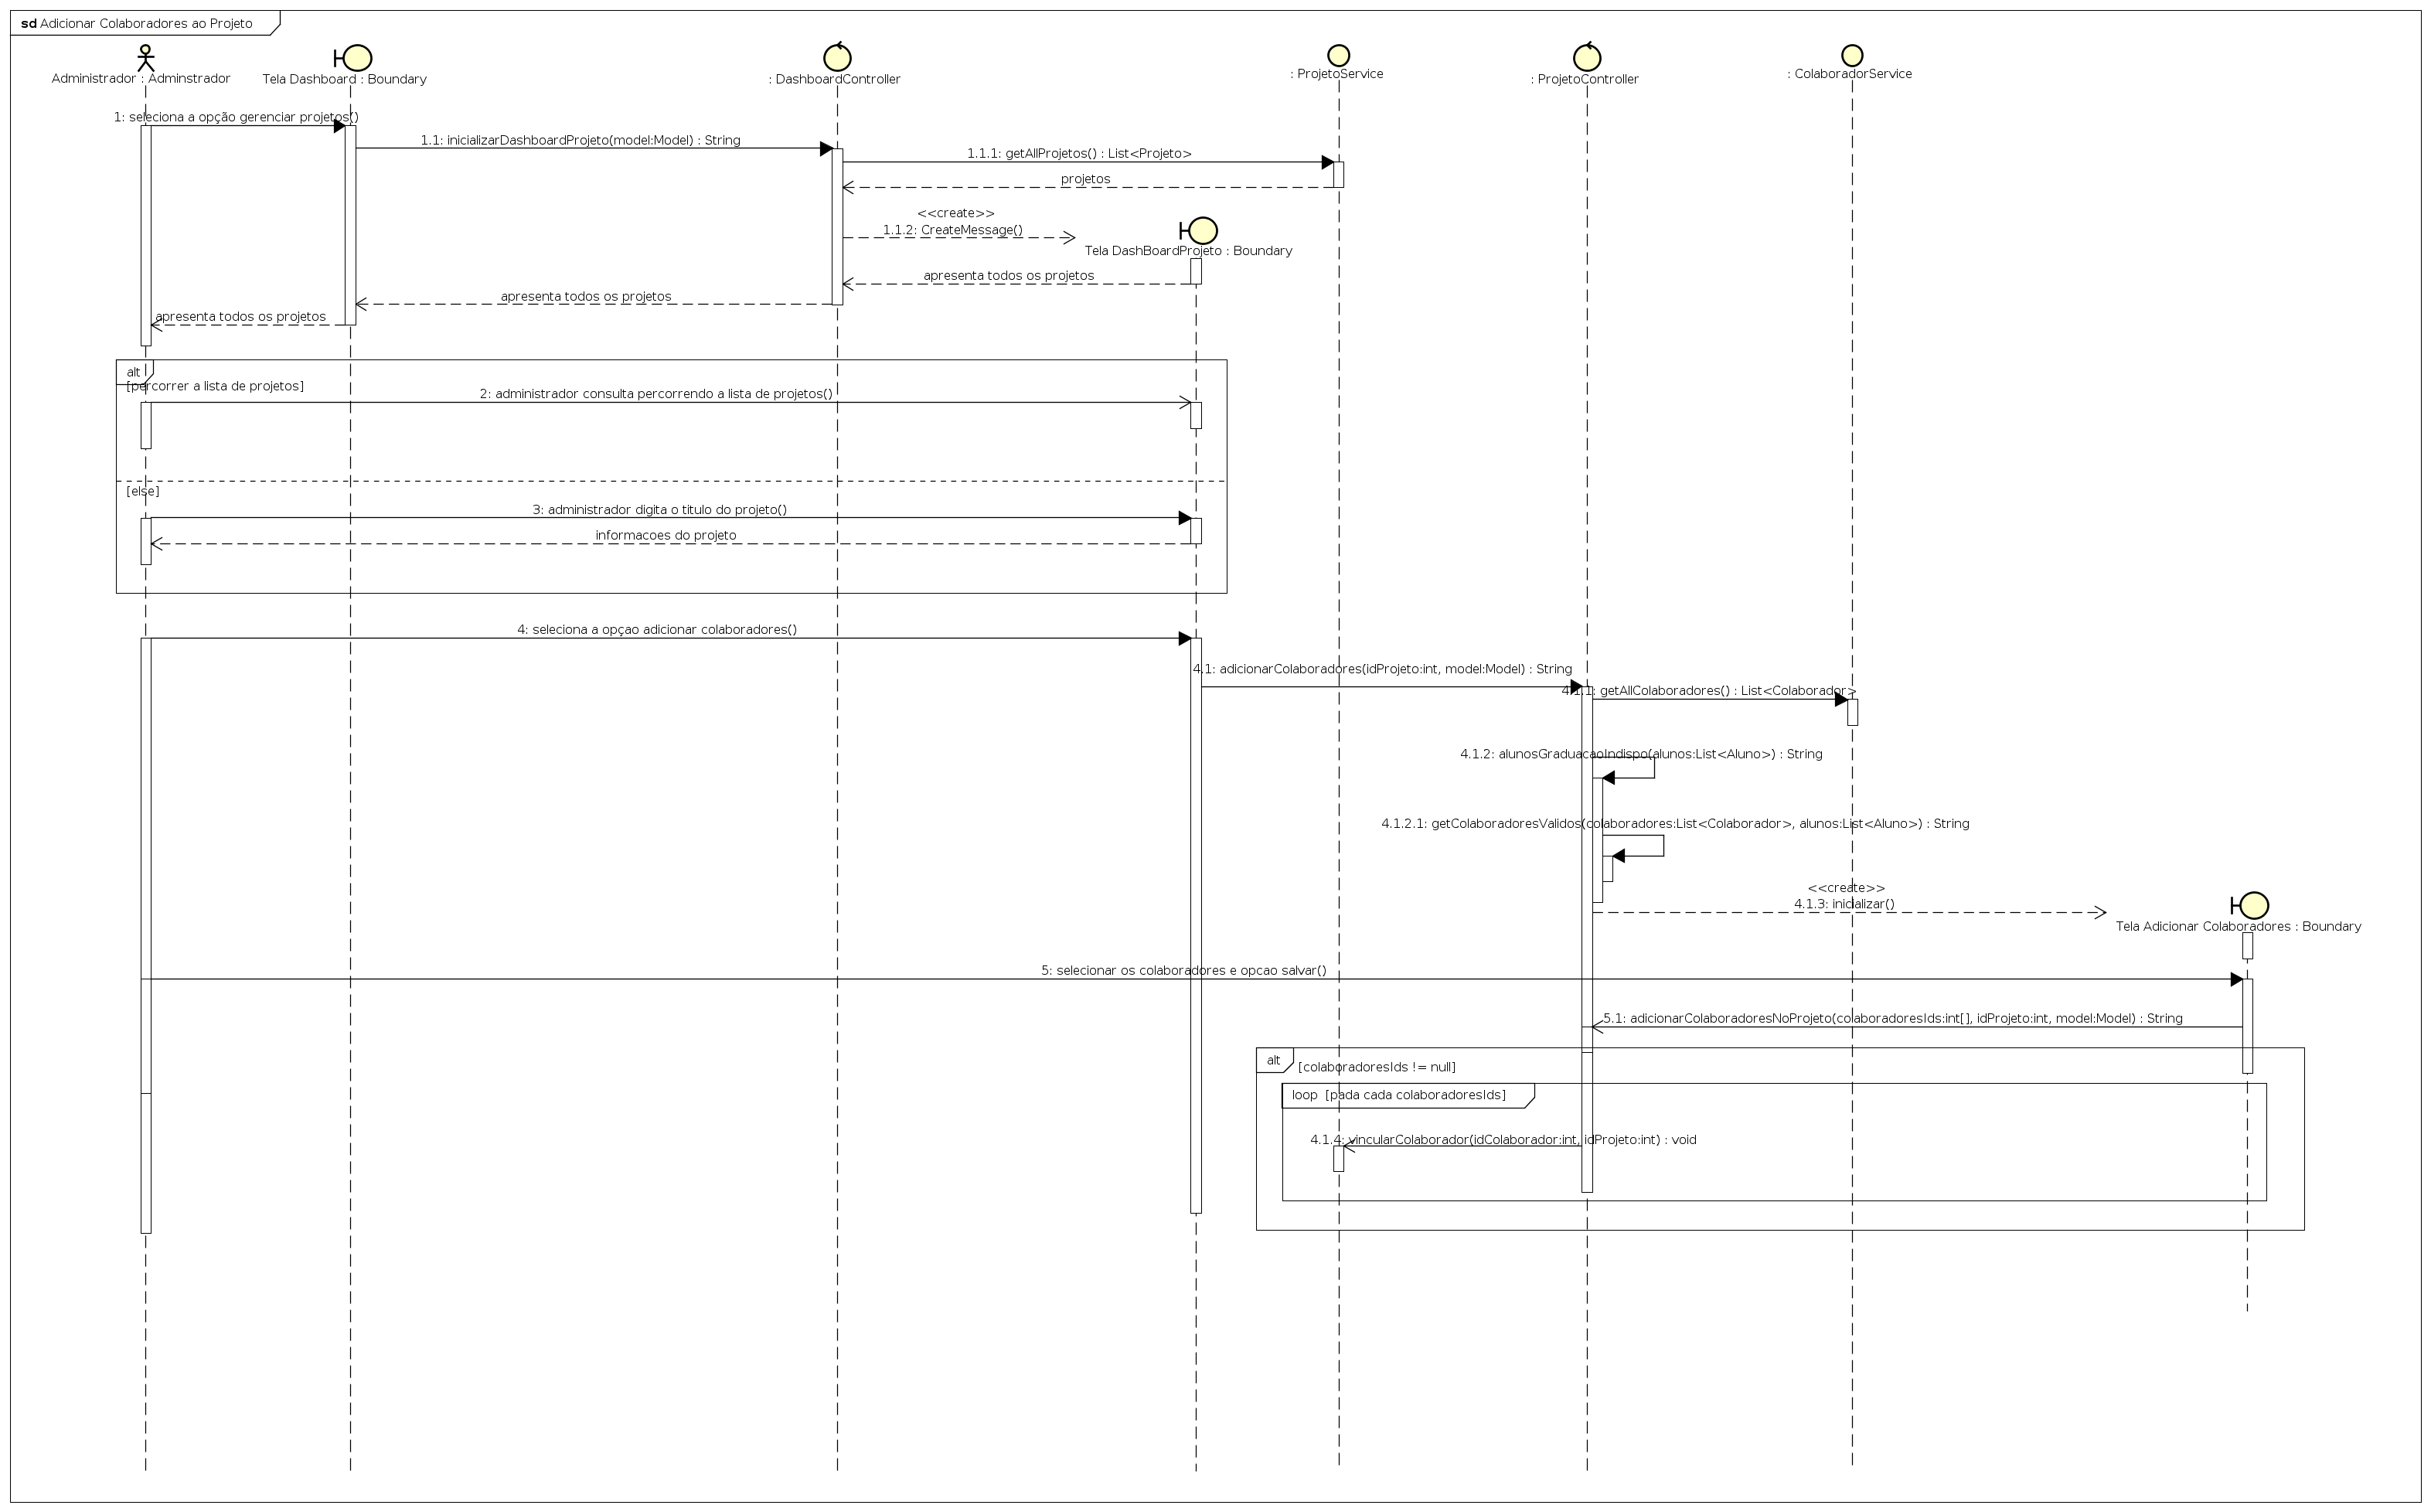 sd Adicionar Colaboradores ao Projeto
Administrador : Adminstrador
Tela Dashboard : Boundary
: DashboardController
: ProjetoService
: ProjetoController
: ColaboradorService
1: seleciona a opção gerenciar projetos()
1.1: inicializarDashboardProjeto(model:Model) : String
1.1.1: getAllProjetos() : List<Projeto>
projetos
<<create>>
1.1.2: CreateMessage()
Tela DashBoardProjeto : Boundary
apresenta todos os projetos
apresenta todos os projetos
apresenta todos os projetos
alt
[percorrer a lista de projetos]
2: administrador consulta percorrendo a lista de projetos()
[else]
3: administrador digita o titulo do projeto()
informacoes do projeto
4: seleciona a opçao adicionar colaboradores()
4.1: adicionarColaboradores(idProjeto:int, model:Model) : String
4.1.1: getAllColaboradores() : List<Colaborador>
4.1.2: alunosGraduacaoIndispo(alunos:List<Aluno>) : String
4.1.2.1: getColaboradoresValidos(colaboradores:List<Colaborador>, alunos:List<Aluno>) : String
<<create>>
4.1.3: inicializar()
Tela Adicionar Colaboradores : Boundary
5: selecionar os colaboradores e opcao salvar()
5.1: adicionarColaboradoresNoProjeto(colaboradoresIds:int[], idProjeto:int, model:Model) : String
alt
[colaboradoresIds != null]
loop [pada cada colaboradoresIds]
4.1.4: vincularColaborador(idColaborador:int, idProjeto:int) : void